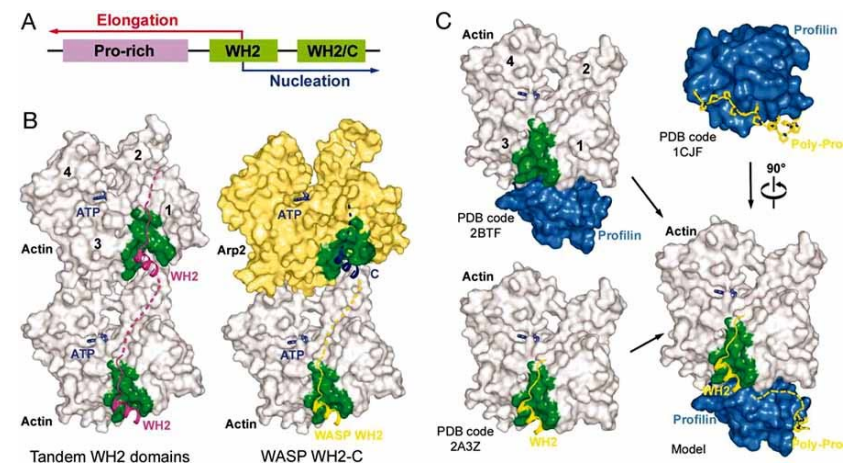 A
Elongation
Pro-rich
WH2
WH2/C
Nucleation
B
2
4
ATP
1
Actin
3
WH2
ATP
Actin
WH2
Tandem WH2 domains
ATP
Arp2
C
ATP
Actin
WASP WH2
WASP WH2-C
C
Actin
4
2
3
1
PDB code
2BTF
Profilin
Profilin
PDB code
1CJF
Poly-Pro
90°
Actin
PDB code
2A3Z
WH2
Actin
WH2
Profilin
Model
Poly-Pro